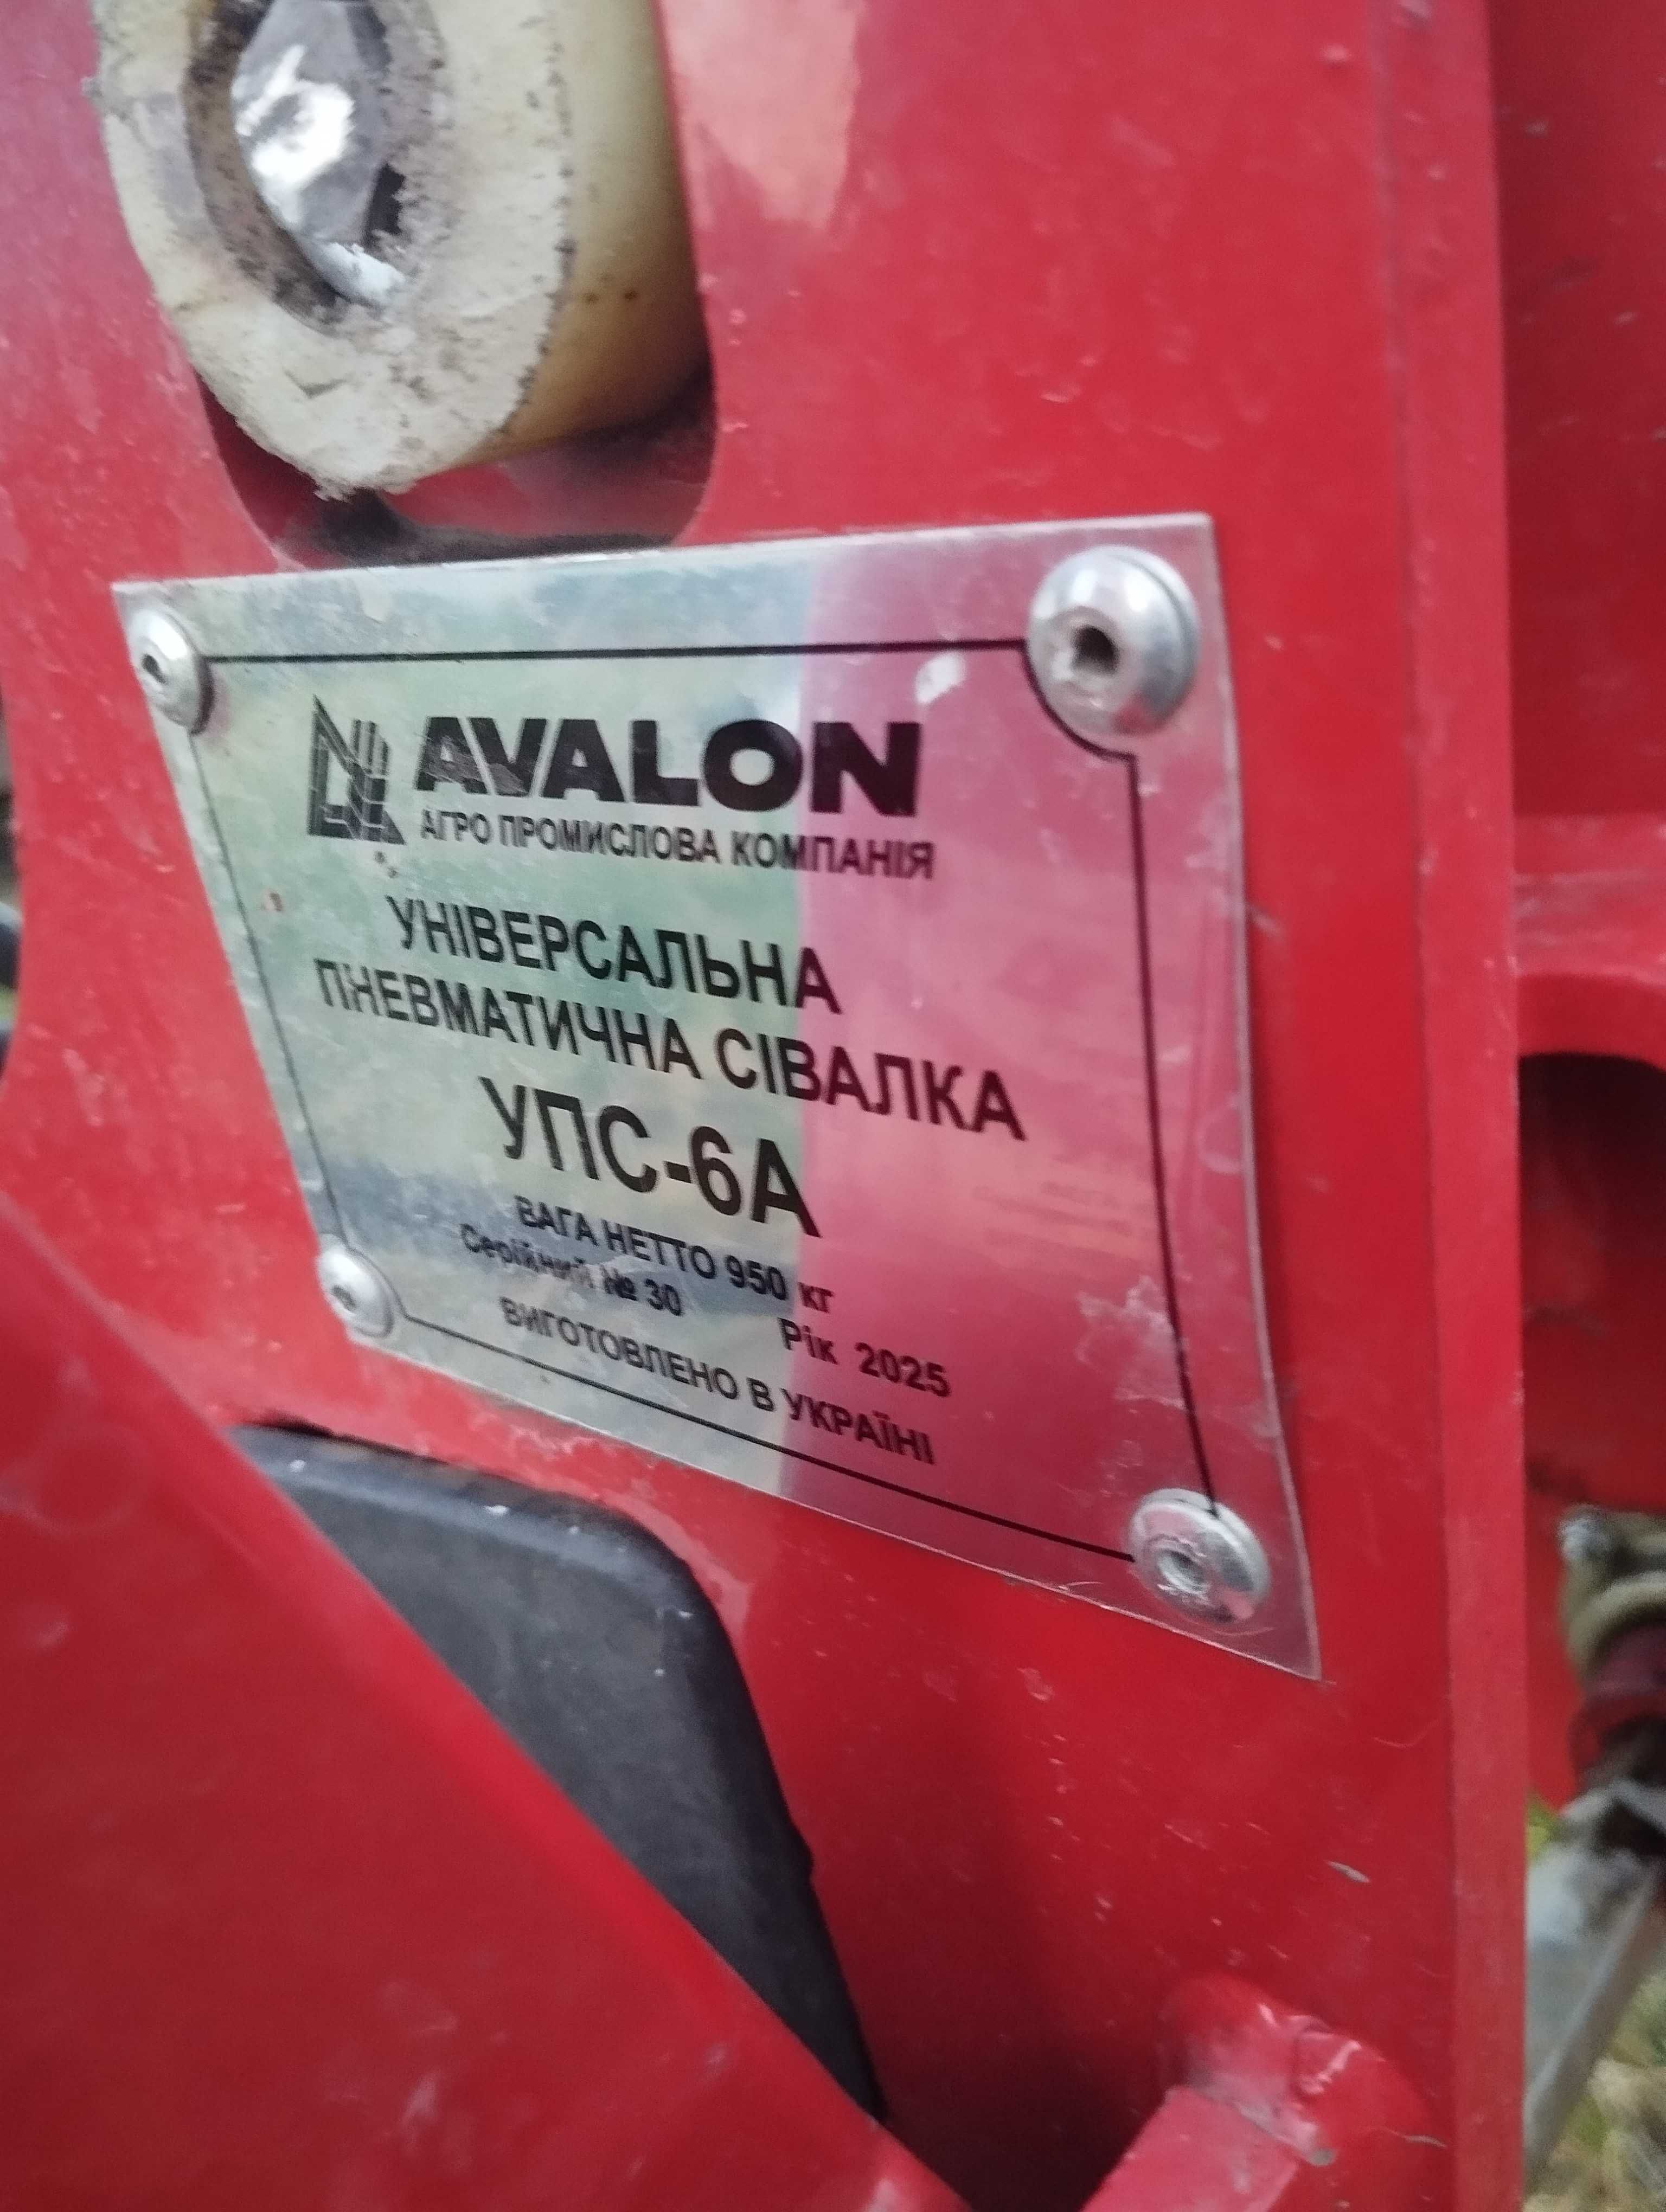 AVALON
АГРО ПРОМИСЛОВА КОМПАНІЯ
УНІВЕРСАЛЬНА
ПНЕВМАТИЧНА СІВАЛКА
УПС-6А
ВАГА НЕТТО 950 кг
Серійний № 30 Рік 2025
ВИГОТОВЛЕНО В УКРАЇНІ